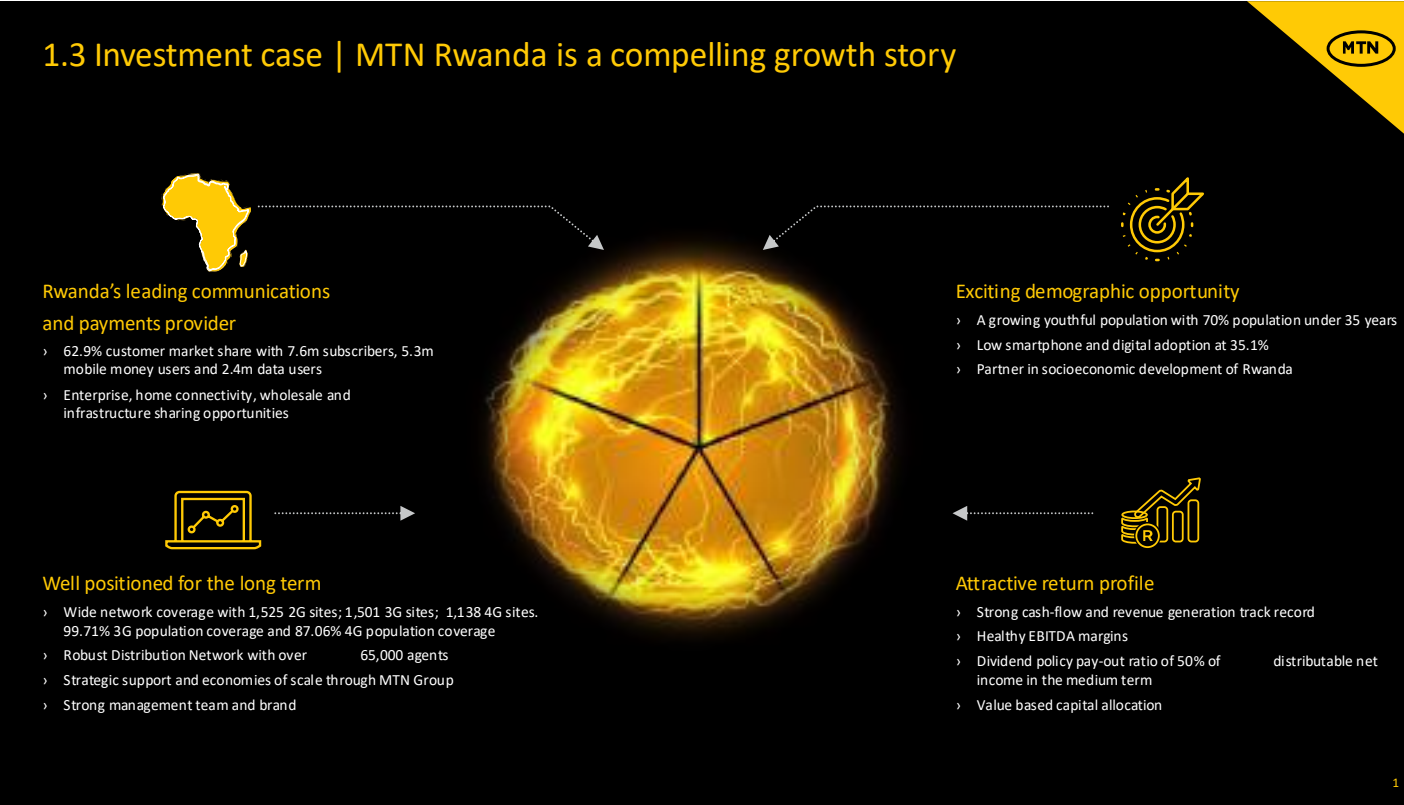 1.3 Investment case | MTN Rwanda is a compelling growth story
MTN
Rwanda’s leading communications
and payments provider
› 62.9% customer market share with 7.6m subscribers, 5.3m
mobile money users and 2.4m data users
› Enterprise, home connectivity, wholesale and
infrastructure sharing opportunities
Exciting demographic opportunity
› A growing youthful population with 70% population under 35 years
› Low smartphone and digital adoption at 35.1%
› Partner in socioeconomic development of Rwanda
Well positioned for the long term
› Wide network coverage with 1,525 2G sites; 1,501 3G sites; 1,138 4G sites.
99.71% 3G population coverage and 87.06% 4G population coverage
› Robust Distribution Network with over 65,000 agents
› Strategic support and economies of scale through MTN Group
› Strong management team and brand
R
Attractive return profile
› Strong cash-flow and revenue generation track record
› Healthy EBITDA margins
› Dividend policy pay-out ratio of 50% of distributable net
income in the medium term
› Value based capital allocation
1